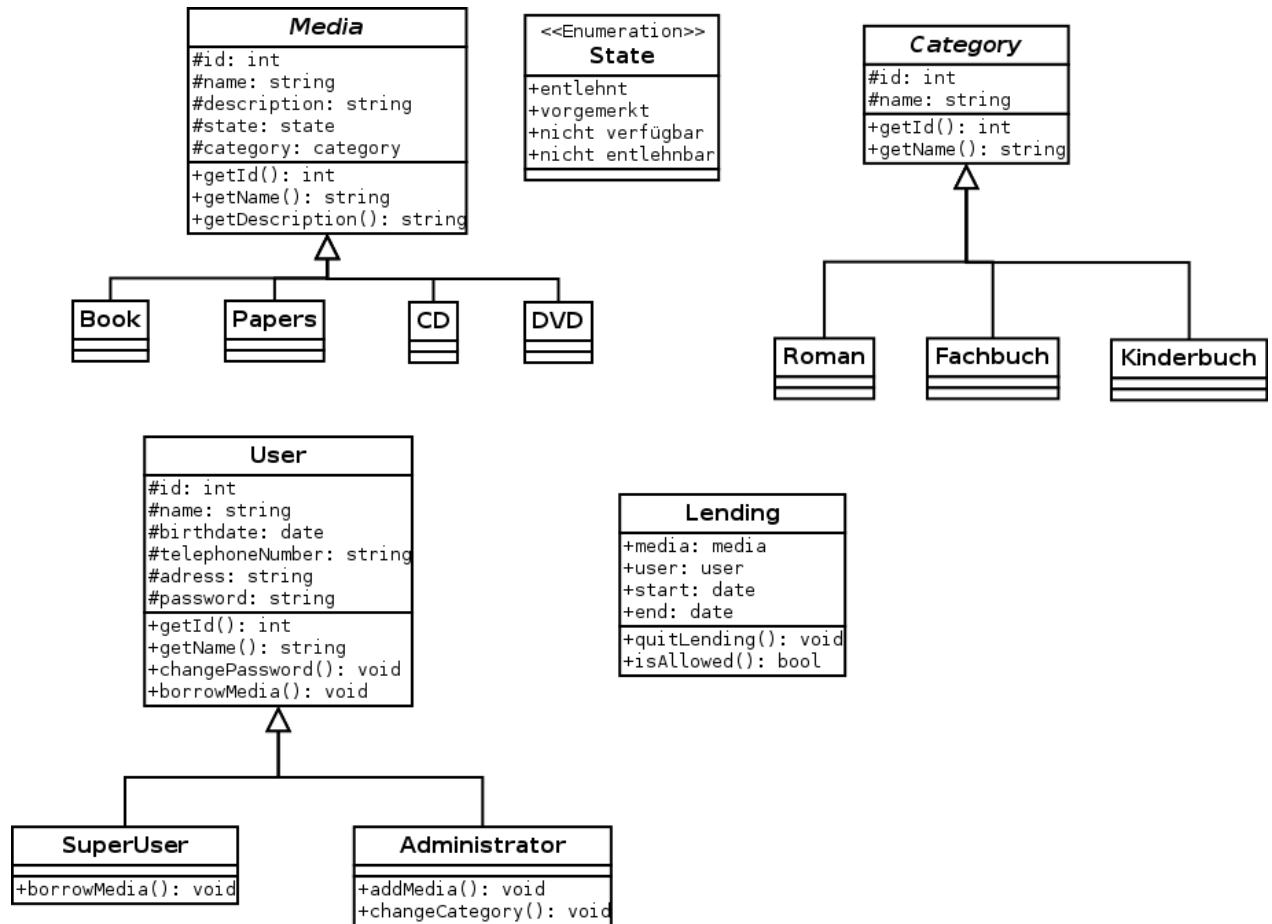 Media
#id: int
#name: string
#description: string
#state: state
#category: category
+getId(): int
+getName(): string
+getDescription(): string
<<Enumeration>>
State
+entlehnt
+vorgemerkt
+nicht verfügbar
+nicht entlehnbar
Category
#id: int
#name: string
+getId(): int
+getName(): string
Book
Papers
CD
DVD
Roman
Fachbuch
Kinderbuch
User
#id: int
#name: string
#birthdate: date
#telephoneNumber: string
#adress: string
#password: string
+getId(): int
+getName(): string
+changePassword(): void
+borrowMedia(): void
Lending
+media: media
+user: user
+start: date
+end: date
+quitLending(): void
+isAllowed(): bool
SuperUser
+borrowMedia(): void
Administrator
+addMedia(): void
+changeCategory(): void